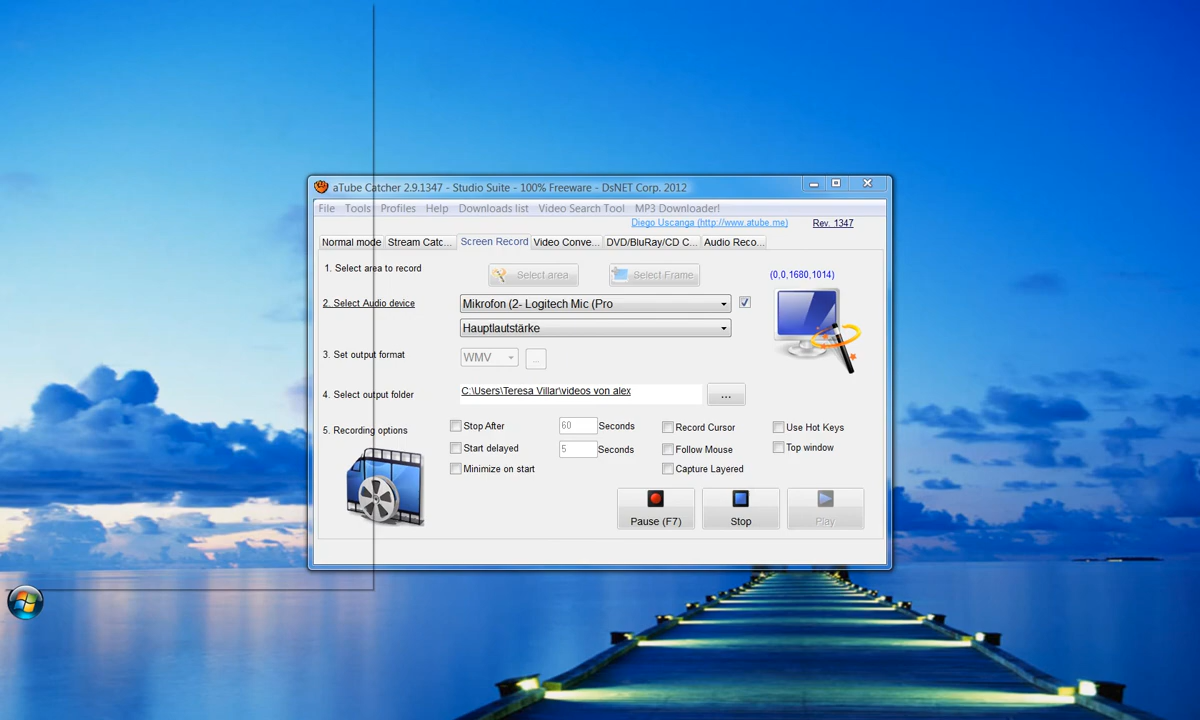 aTube Catcher 2.9.1347 - Studio Suite - 100% Freeware - DsNET Corp. 2012
File Tools Profiles Help Downloads list Video Search Tool MP3 Downloader!
Diego Uscanga (http://www.atube.me) Rev. 1347
Normal mode Stream Catc... Screen Record Video Conve... DVD/BluRay/CD C... Audio Reco...
1. Select area to record Select area Select Frame (0,0,1680,1014)
2. Select Audio device Mikrofon (2- Logitech Mic (Pro
Hauptlautstärke
3. Set output format WMV ...
4. Select output folder C:\Users\Teresa Villar\videos von alex ...
5. Recording options Stop After 60 Seconds Record Cursor Use Hot Keys
Start delayed 5 Seconds Follow Mouse Top window
Minimize on start Capture Layered
Pause (F7) Stop Play